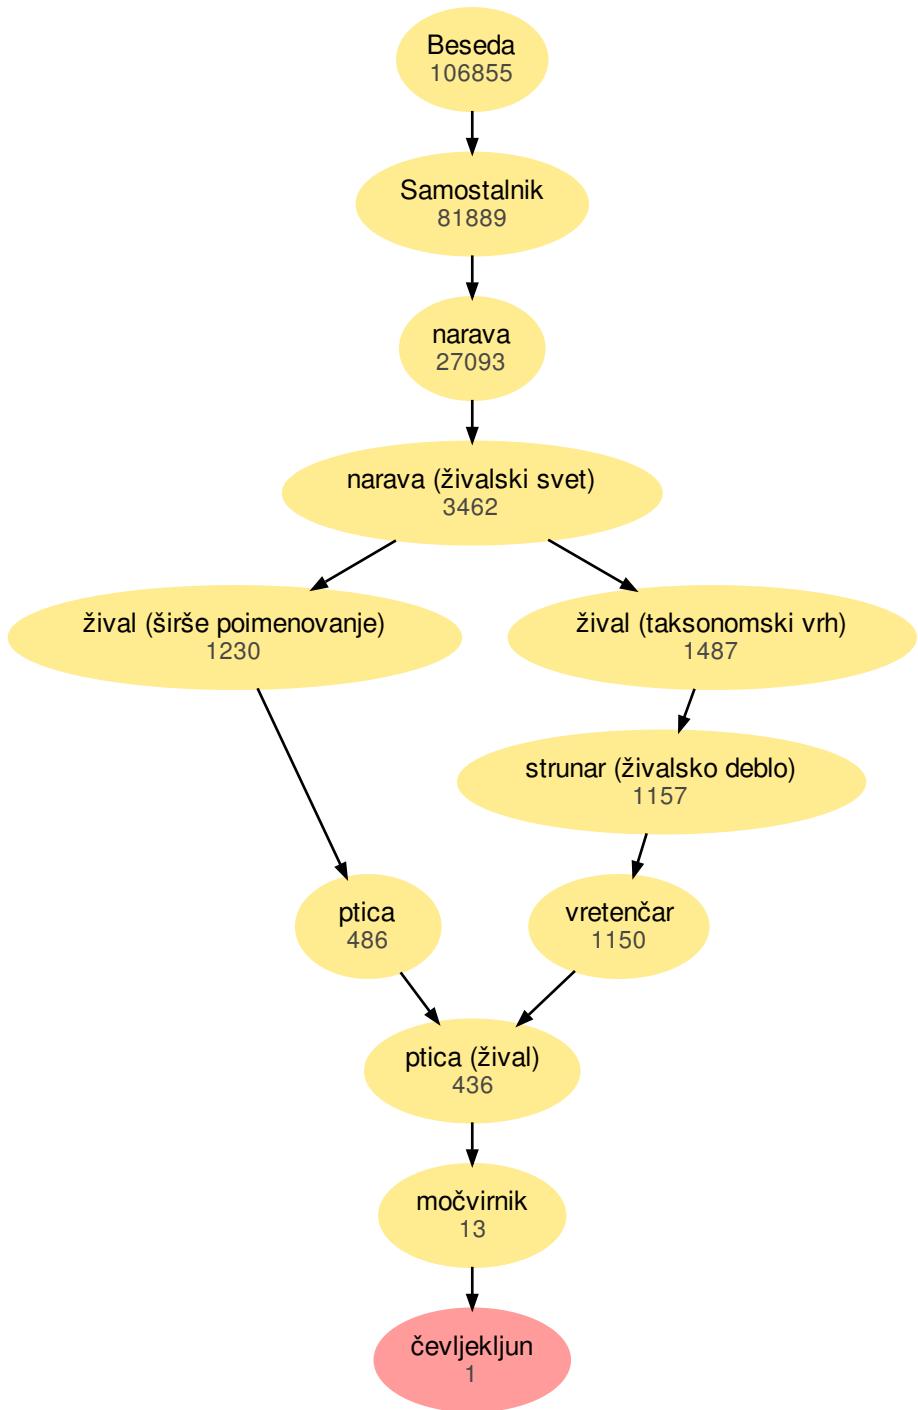 Beseda
106855
Samostalnik
81889
narava
27093
narava (živalski svet)
3462
žival (širše poimenovanje)
1230
žival (taksonomski vrh)
1487
strunar (živalsko deblo)
1157
ptica
486
vretenčar
1150
ptica (žival)
436
močvirnik
13
čevljekljun
1